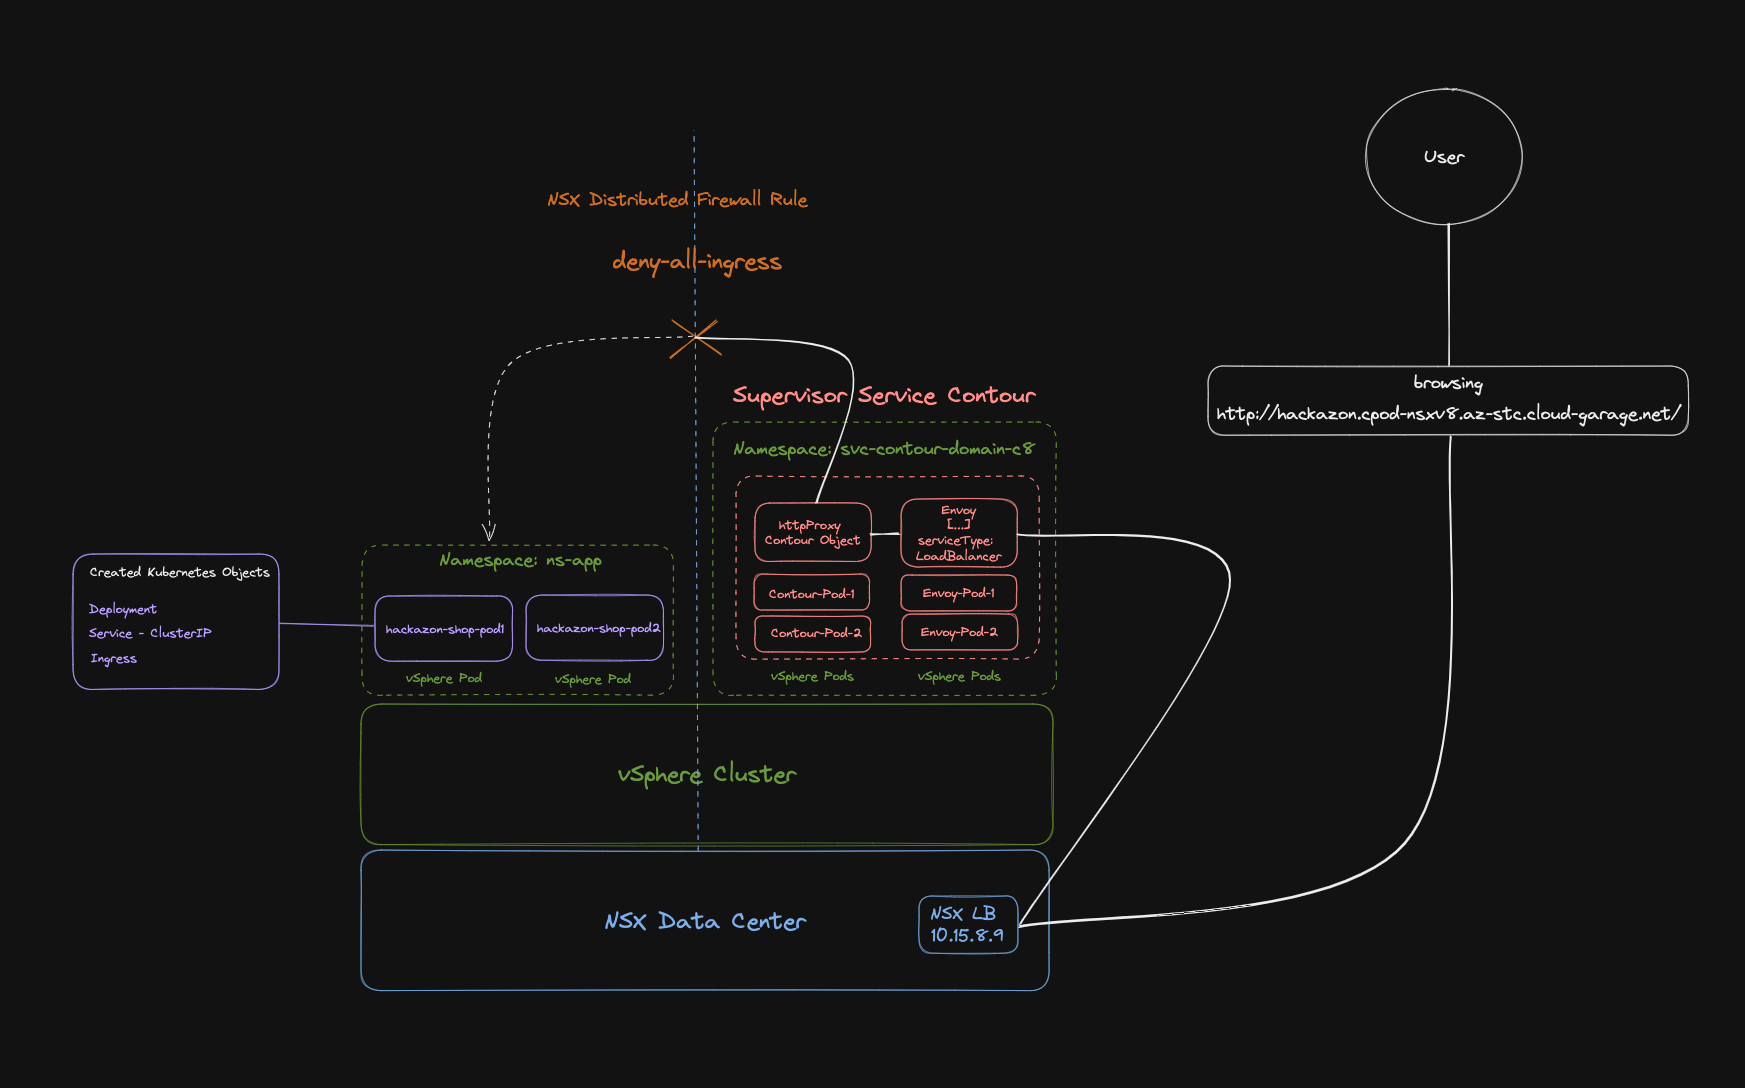 User
NSX Distributed Firewall Rule
deny-all-ingress
browsing
http://hackazon.cpod-nsxv8.az-stc.cloud-garage.net/
Supervisor Service Contour
Namespace: svc-contour-domain-c8
httpProxy
Contour Object
Envoy
[...]
serviceType:
LoadBalancer
Contour-Pod-1
Envoy-Pod-1
Contour-Pod-2
Envoy-Pod-2
vSphere Pods
vSphere Pods
Created Kubernetes Objects
Deployment
Service - ClusterIP
Ingress
Namespace: ns-app
hackazon-shop-pod1
hackazon-shop-pod2
vSphere Pod
vSphere Pod
vSphere Cluster
NSX Data Center
NSX LB
10.15.8.9